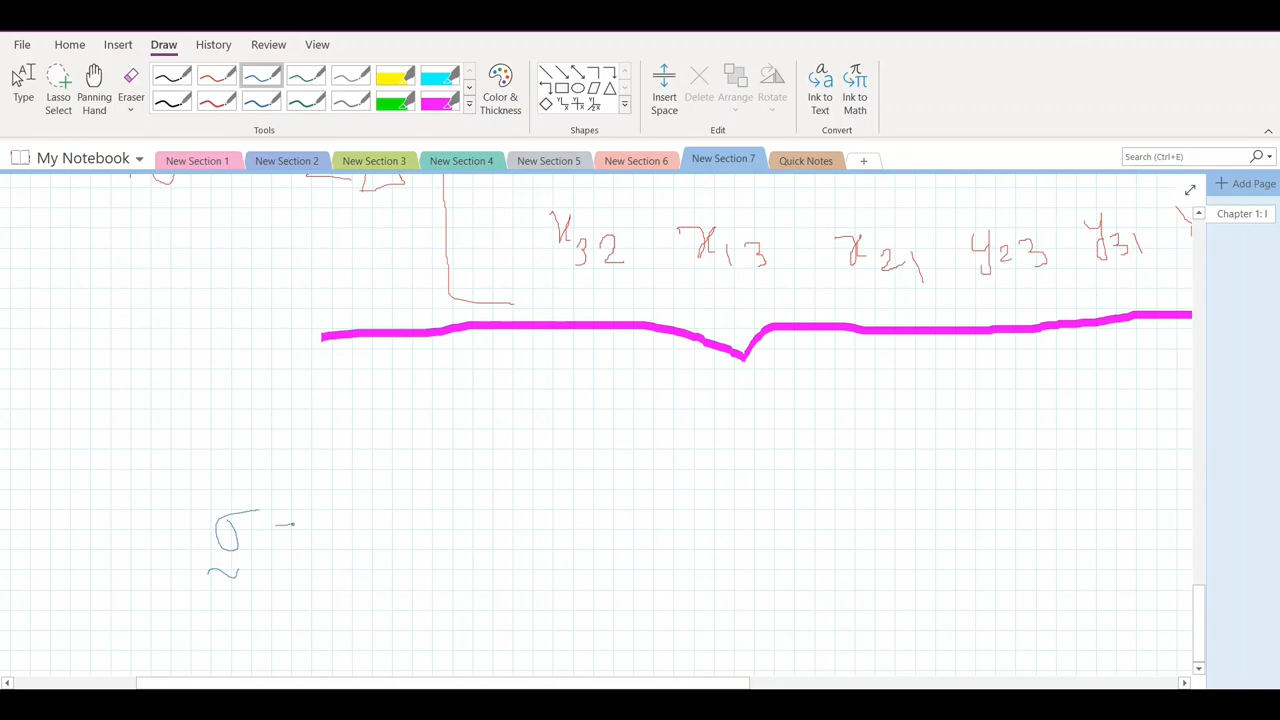 File Home Insert Draw History Review View
Type Lasso Select Panning Hand Eraser Color & Thickness Insert Space Delete Arrange Rotate Ink to Text Ink to Math
Tools Shapes Edit Convert
My Notebook New Section 1 New Section 2 New Section 3 New Section 4 New Section 5 New Section 6 New Section 7 Quick Notes + Search (Ctrl+E)
+ Add Page
Chapter 1: I
x32 x13 x21 y23 y31
σ -
~